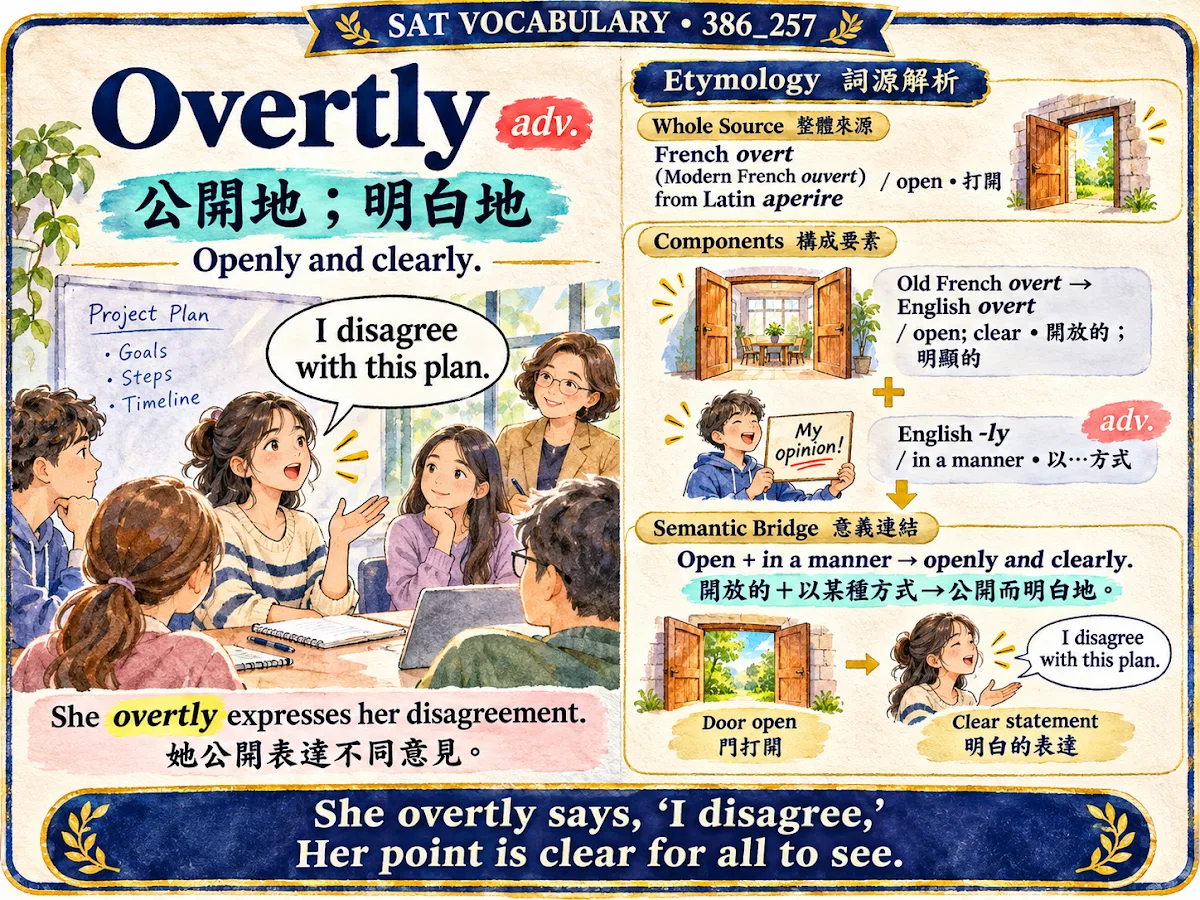 SAT VOCABULARY • 386_257
Overtly adv.
公開地；明白地
Openly and clearly.
Project Plan
• Goals
• Steps
• Timeline
I disagree
with this plan.
She overtly expresses her disagreement.
她公開表達不同意見。
Etymology 詞源解析
Whole Source 整體來源
French overt
(Modern French ouvert)
from Latin aperire
/ open • 打開
Components 構成要素
Old French overt →
English overt
/ open; clear • 開放的；
明顯的
+
My
opinion!
adv.
English -ly
/ in a manner • 以…方式
Semantic Bridge 意義連結
Open + in a manner → openly and clearly.
開放的＋以某種方式→公開而明白地。
I disagree
with this plan.
Door open
門打開
Clear statement
明白的表達
She overtly says, ‘I disagree,’
Her point is clear for all to see.